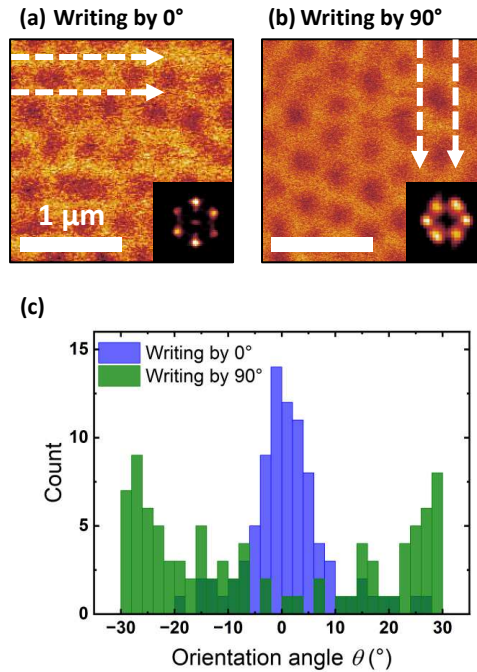 (a) Writing by 0°
(b) Writing by 90°
1 μm
(c)
Writing by 0°
Writing by 90°
15
10
5
0
Count
−30 −20 −10 0 10 20 30
Orientation angle θ (°)